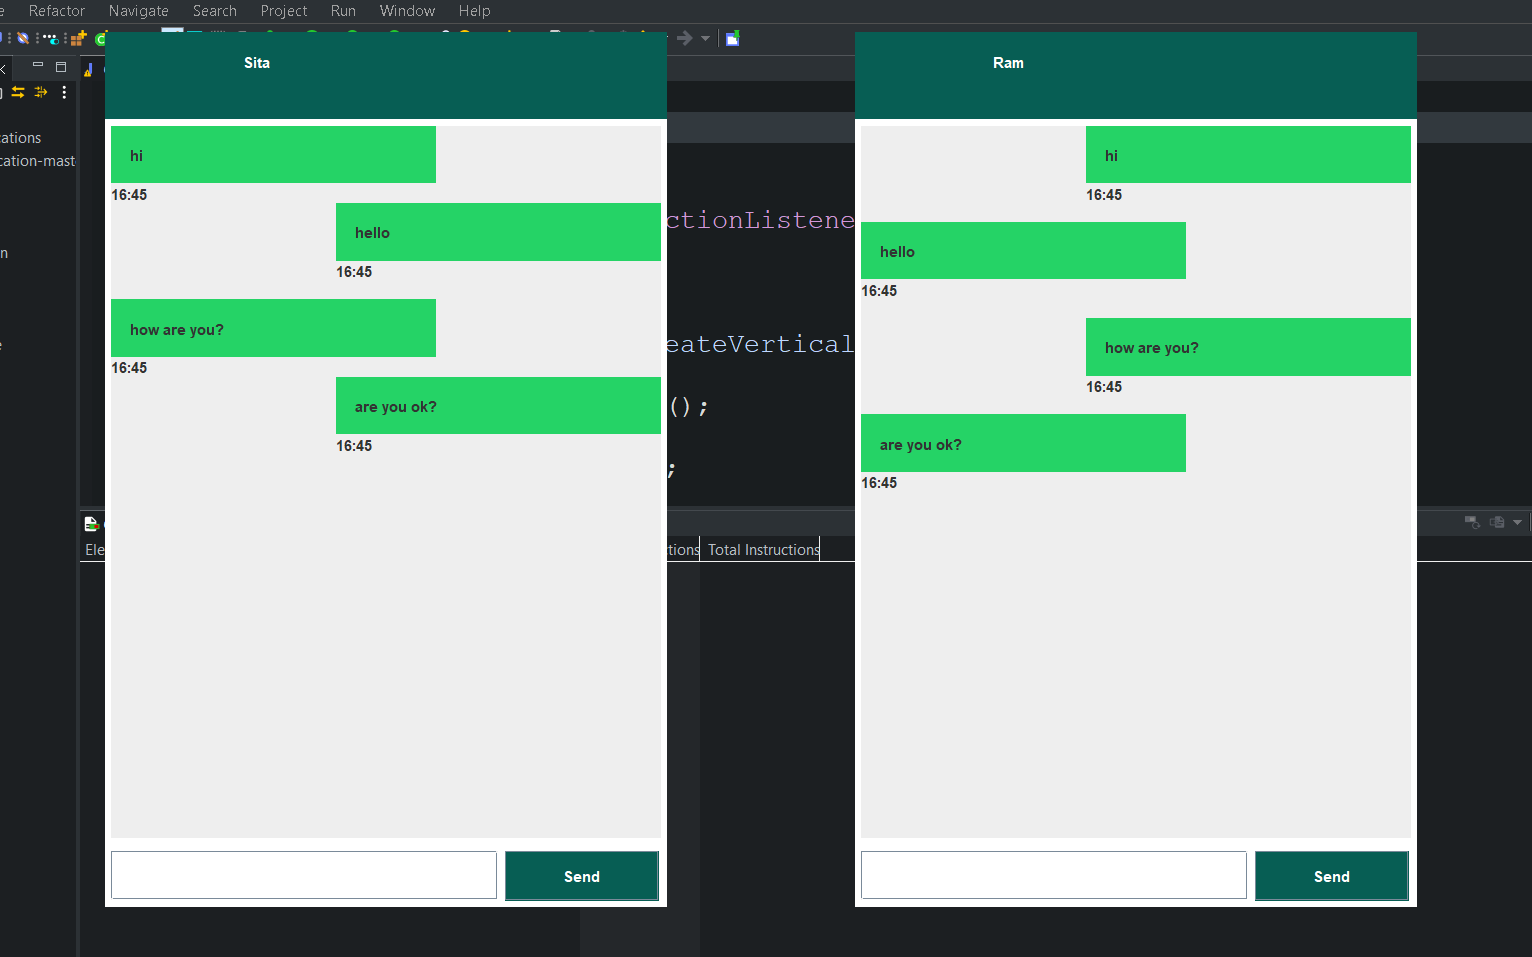 Refactor Navigate Search Project Run Window Help
ations
cation-mast
n
e
Sita
hi
16:45
hello
16:45
how are you?
16:45
are you ok?
16:45
Send
ctionListene
eateVertical
();
;
Ele
tions
Total Instructions
Ram
hi
16:45
hello
16:45
how are you?
16:45
are you ok?
16:45
Send